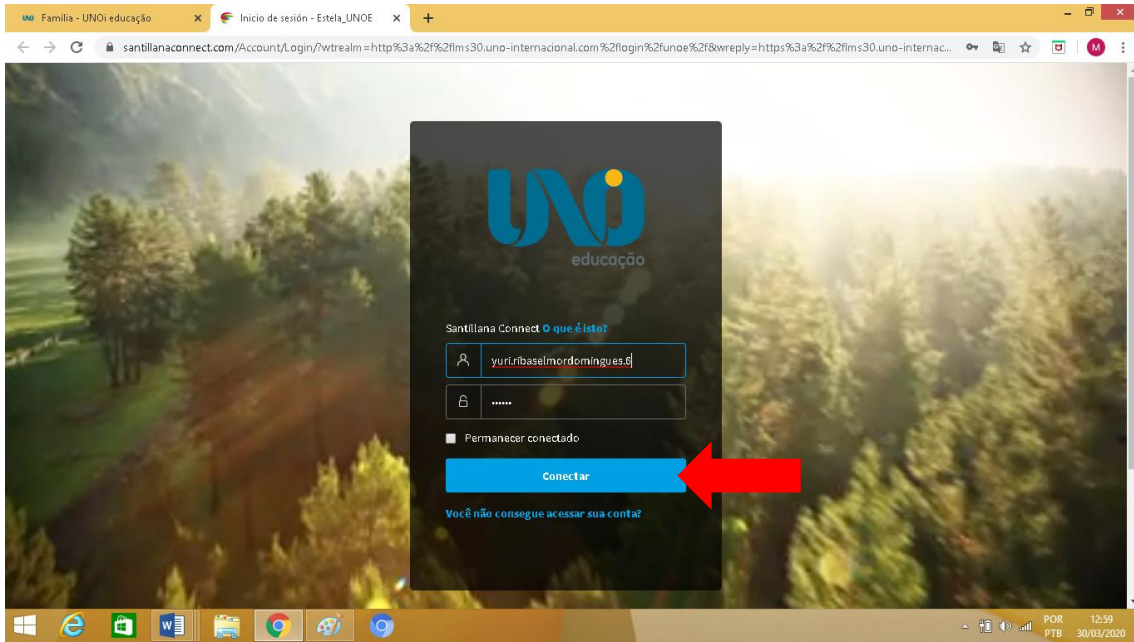 UNO Família - UNOi educação
Inicio de sesión - Estela_UNOE
santillanaconnect.com/Account/Login/?wtrealm=http%3a%2f%2flms30.uno-internacional.com%2flogin%2funoe%2f&wreply=https%3a%2f%2flms30.uno-internac...
M
UNO
educação
Santillana Connect O que é isto?
yuri.ribaselmordomingues.6
Permanecer conectado
Conectar
Você não consegue acessar sua conta?
POR 12:59
PTB 30/03/2020